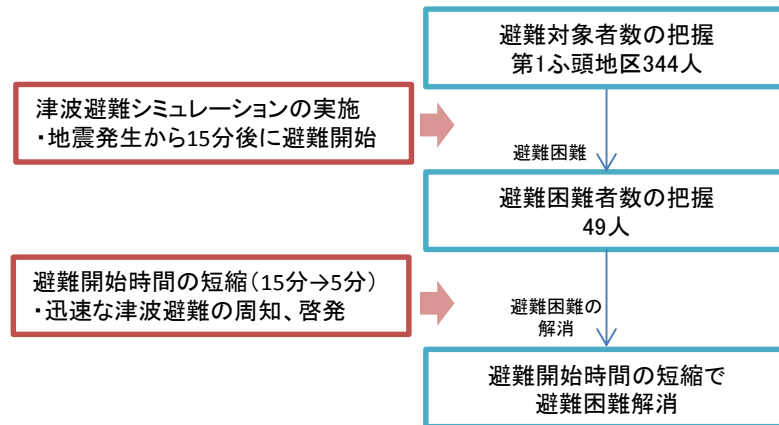 避難対象者数の把握
第1ふ頭地区344人
津波避難シミュレーションの実施
・地震発生から15分後に避難開始
避難困難
避難困難者数の把握
49人
避難開始時間の短縮(15分→5分)
・迅速な津波避難の周知、啓発
避難困難の
解消
避難開始時間の短縮で
避難困難解消